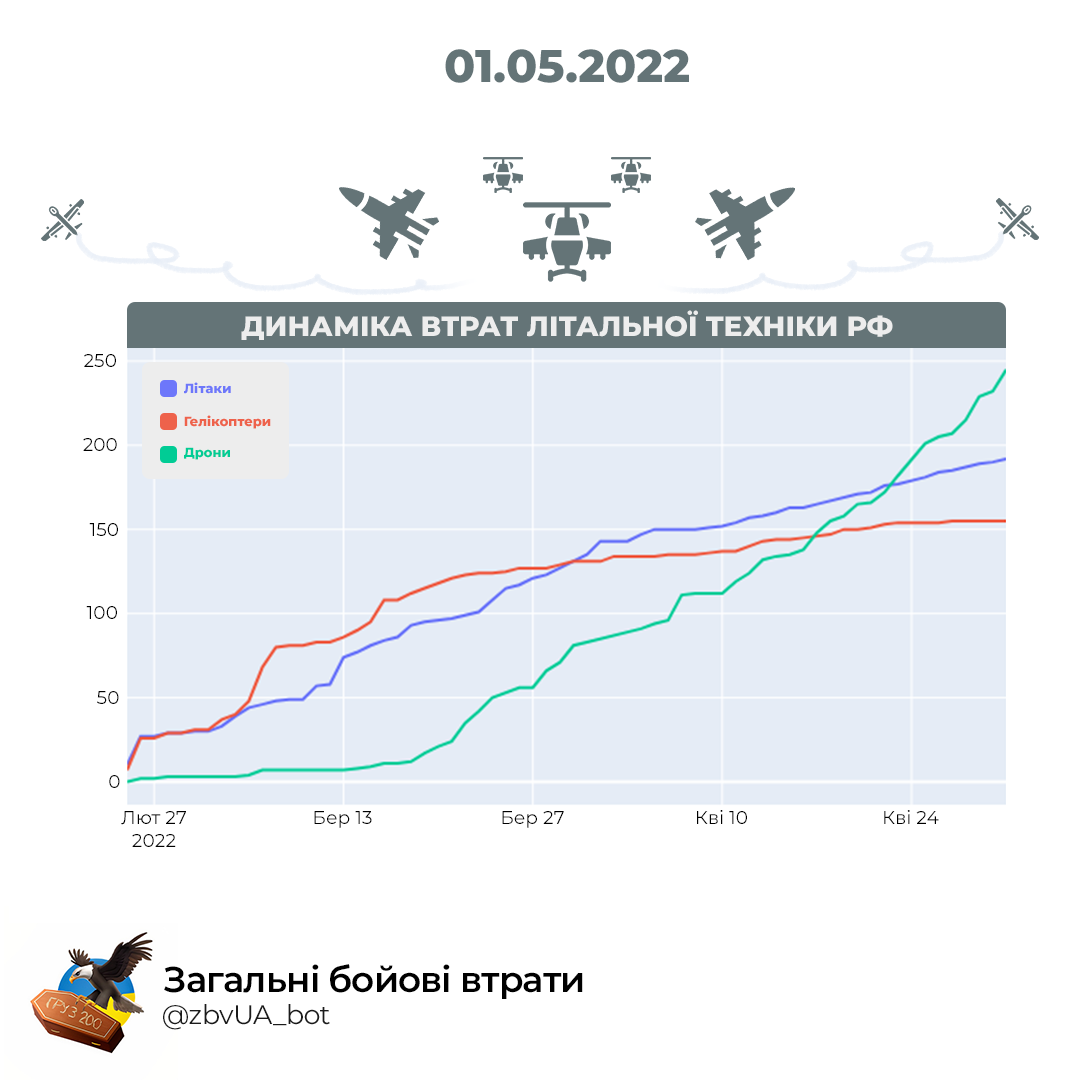 01.05.2022
ДИНАМІКА ВТРАТ ЛІТАЛЬНОЇ ТЕХНІКИ РФ
Літаки
Гелікоптери
Дрони
250
200
150
100
50
0
Лют 27
2022
Бер 13
Бер 27
Кві 10
Кві 24
ГРУЗ 200
Загальні бойові втрати
@zbvUA_bot